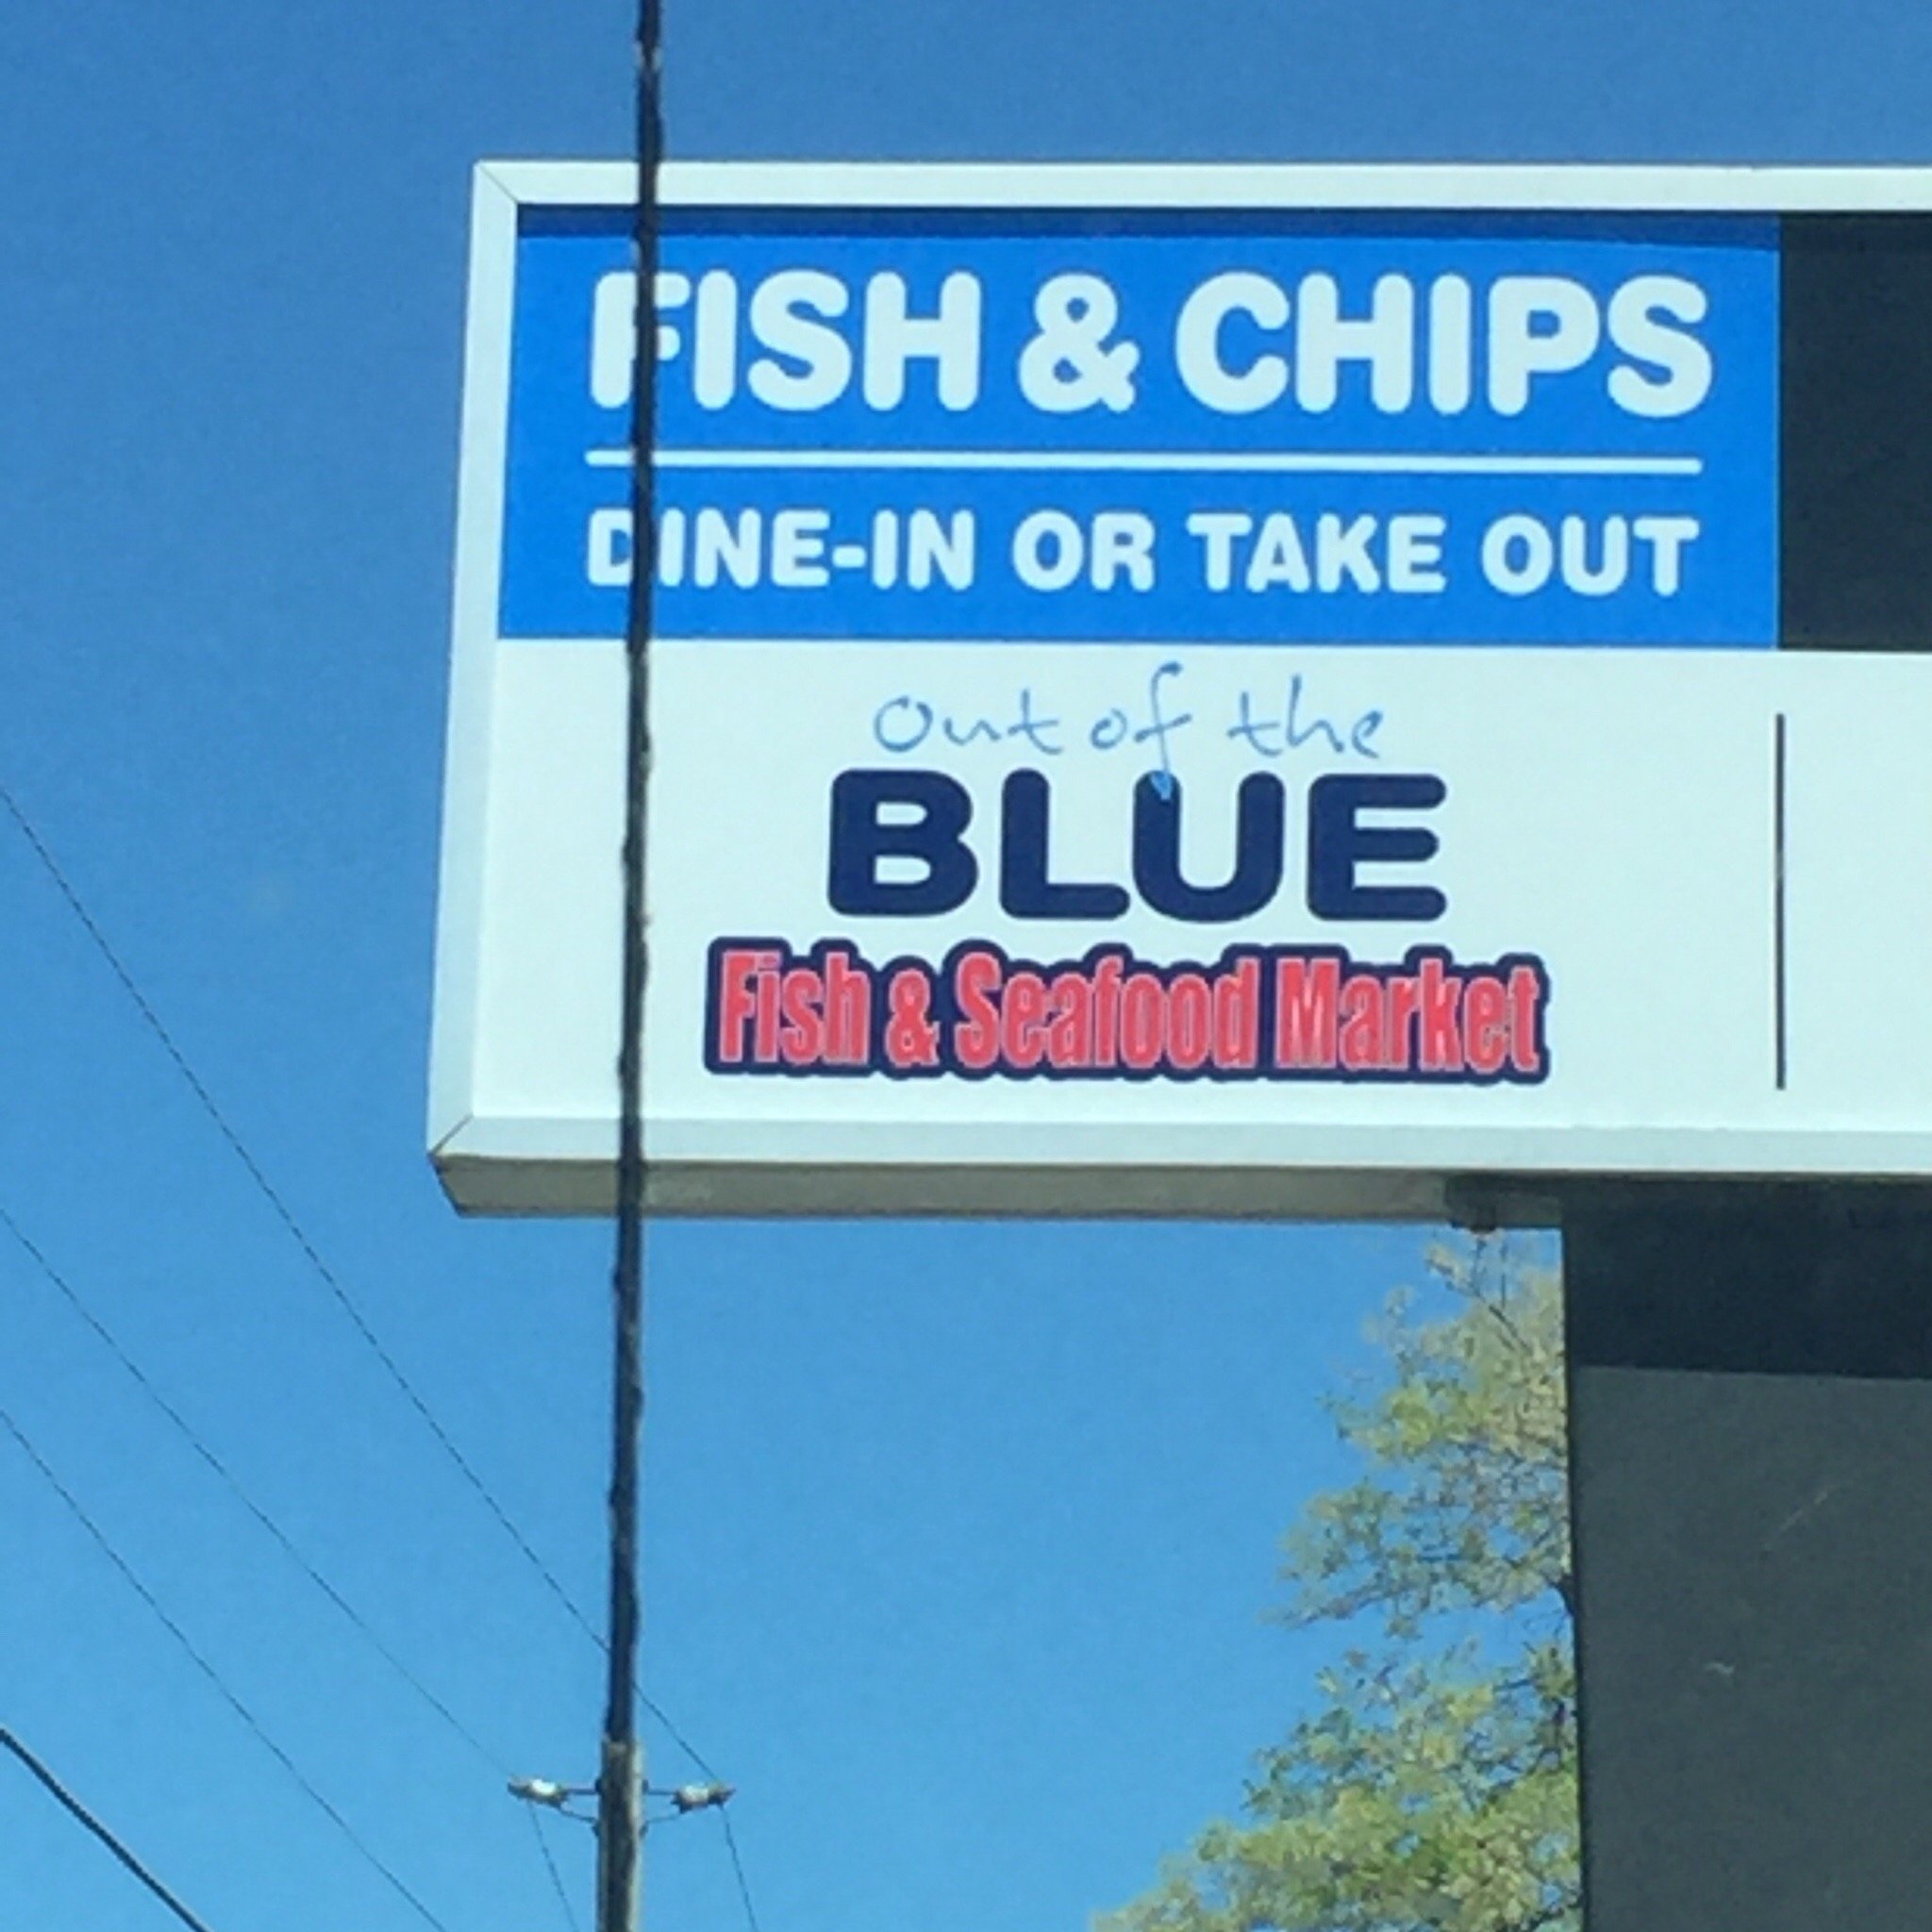 FISH & CHIPS
DINE-IN OR TAKE OUT
Out of the
BLUE
Fish & Seafood Market